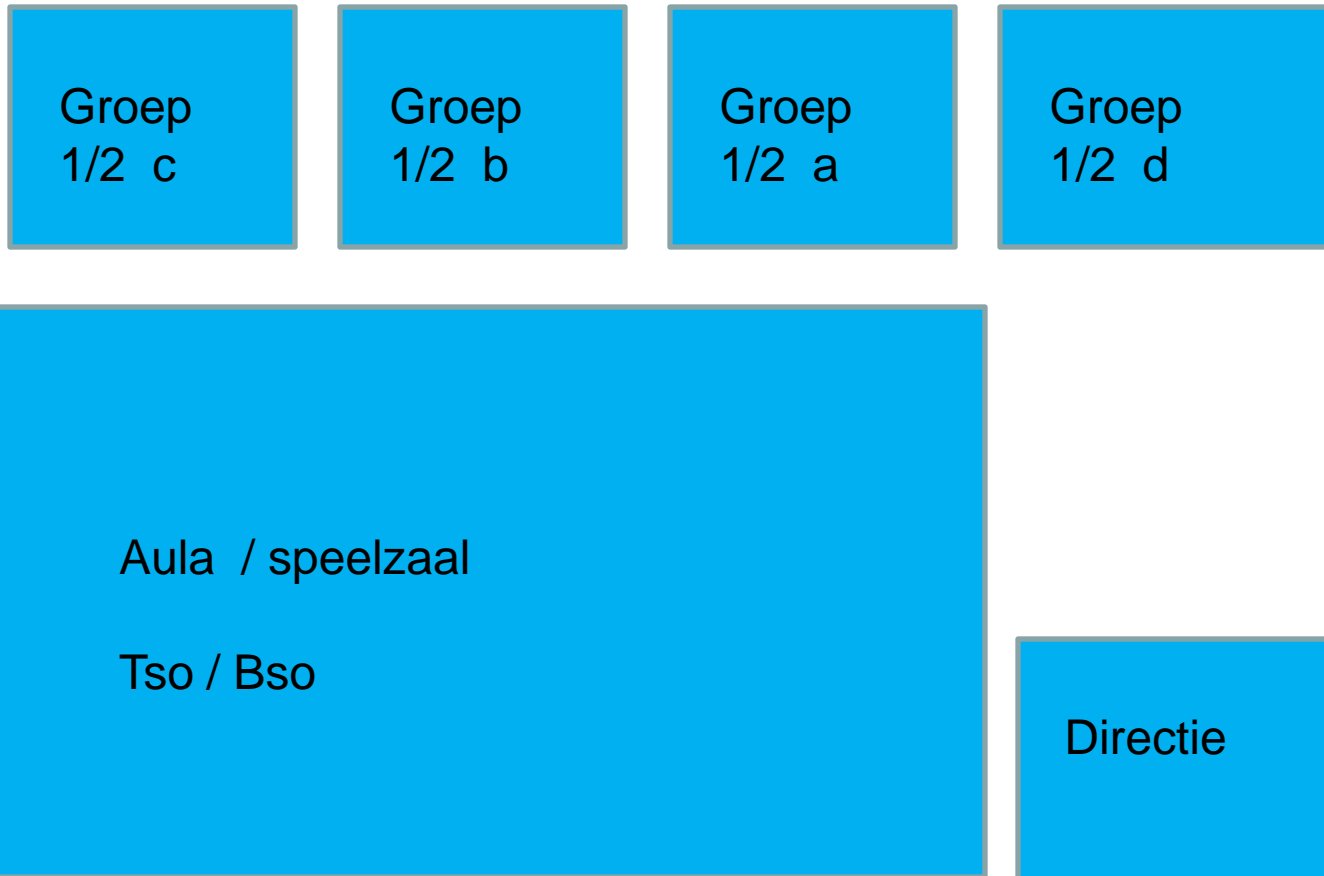 Groep
1/2  c
Groep
1/2  b
Groep
1/2  a
Groep
1/2  d
Aula  / speelzaal
Tso / Bso
Directie